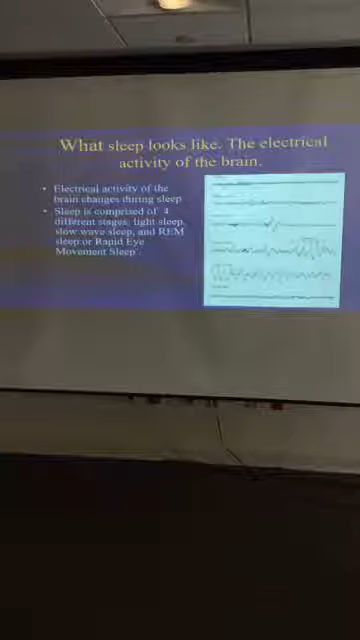 What sleep looks like. The electrical
activity of the brain.
• Electrical activity of the
brain changes during sleep
• Sleep is comprised of 4
different stages, light sleep,
slow wave sleep, and REM
sleep or Rapid Eye
Movement Sleep